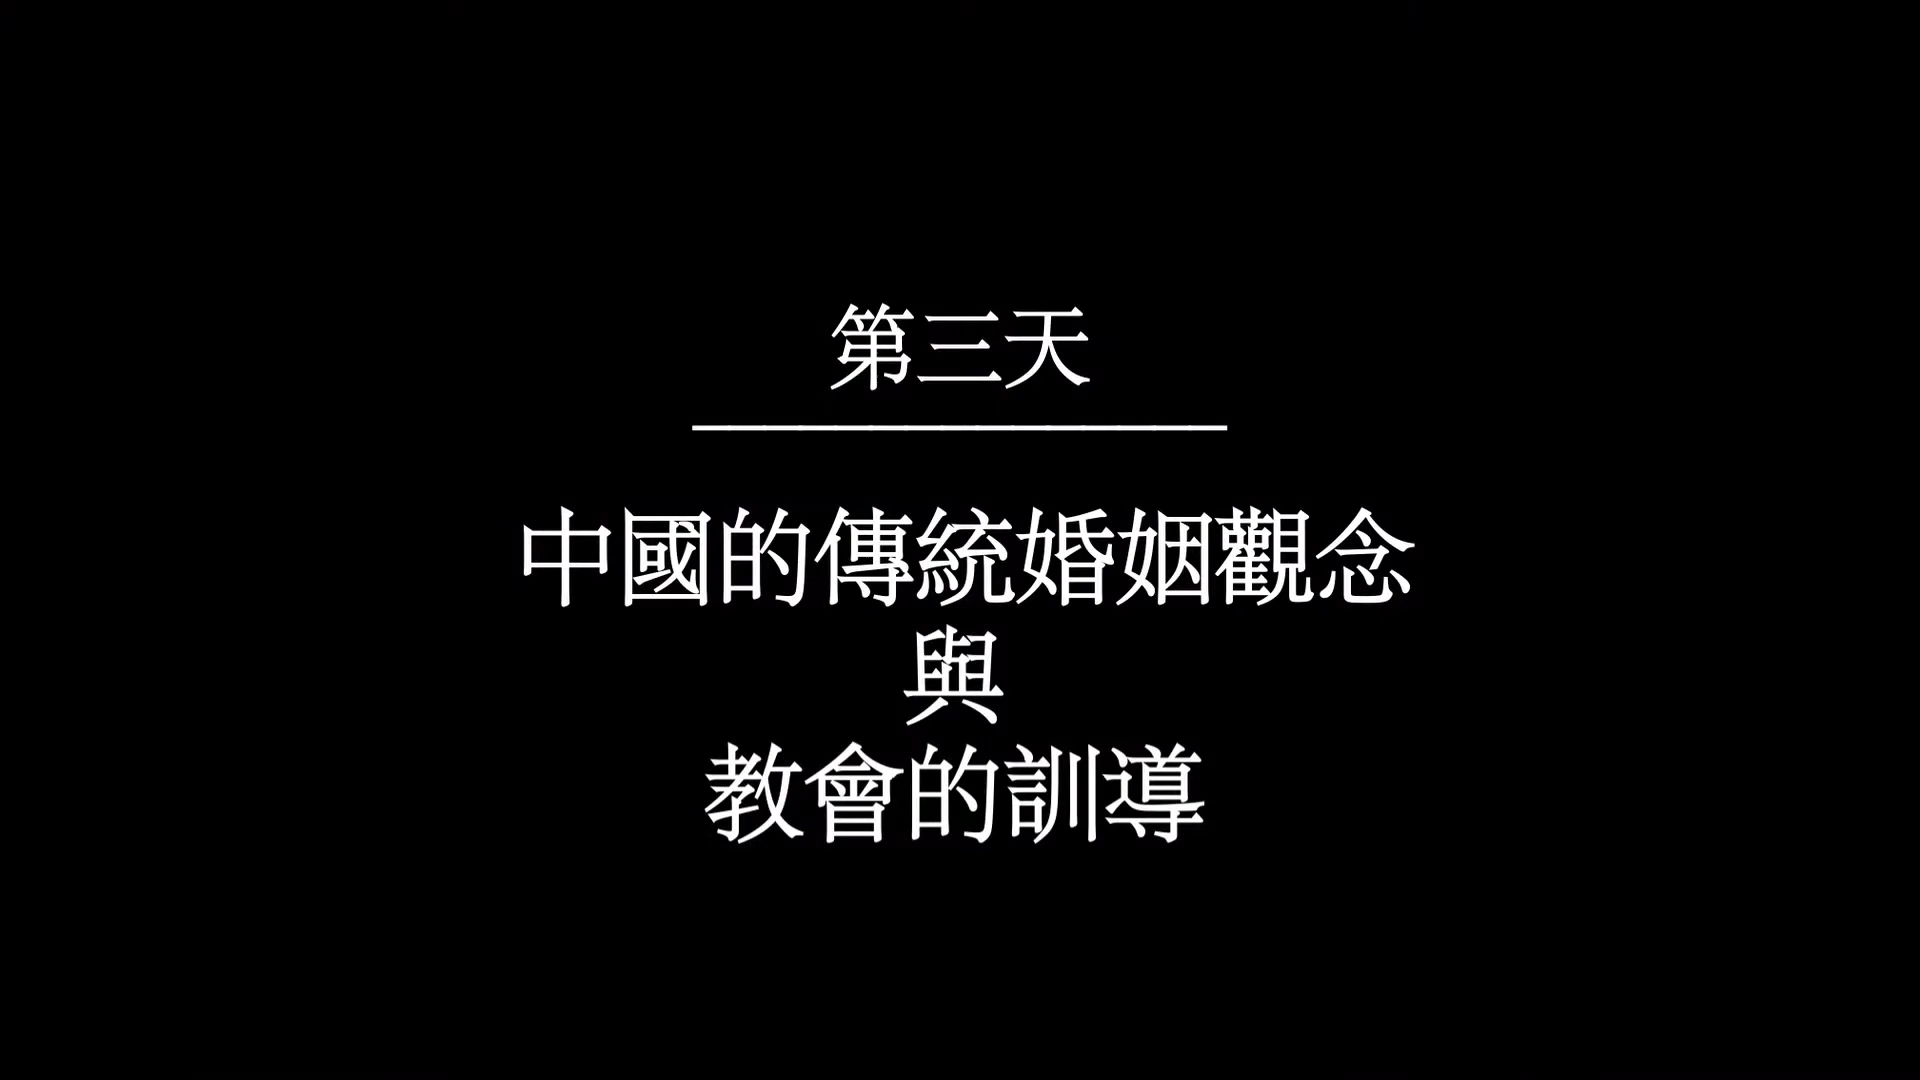 第三天
中國的傳統婚姻觀念
與
教會的訓導